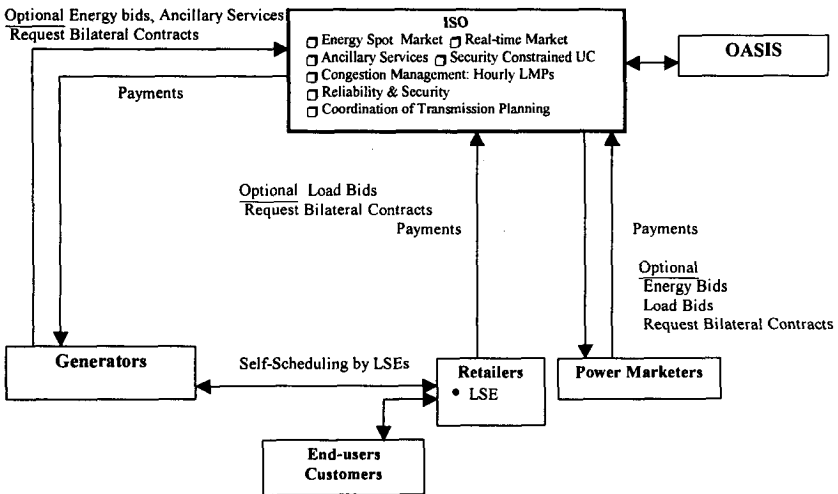 Optional Energy bids, Ancillary Services
Request Bilateral Contracts
Payments
ISO
Energy Spot Market Real-time Market
Ancillary Services Security Constrained UC
Congestion Management: Hourly LMPs
Reliability & Security
Coordination of Transmission Planning
OASIS
Optional Load Bids
Request Bilateral Contracts
Payments
Payments
Optional
Energy Bids
Load Bids
Request Bilateral Contracts
Generators
Self-Scheduling by LSEs
Retailers
• LSE
Power Marketers
End-users
Customers